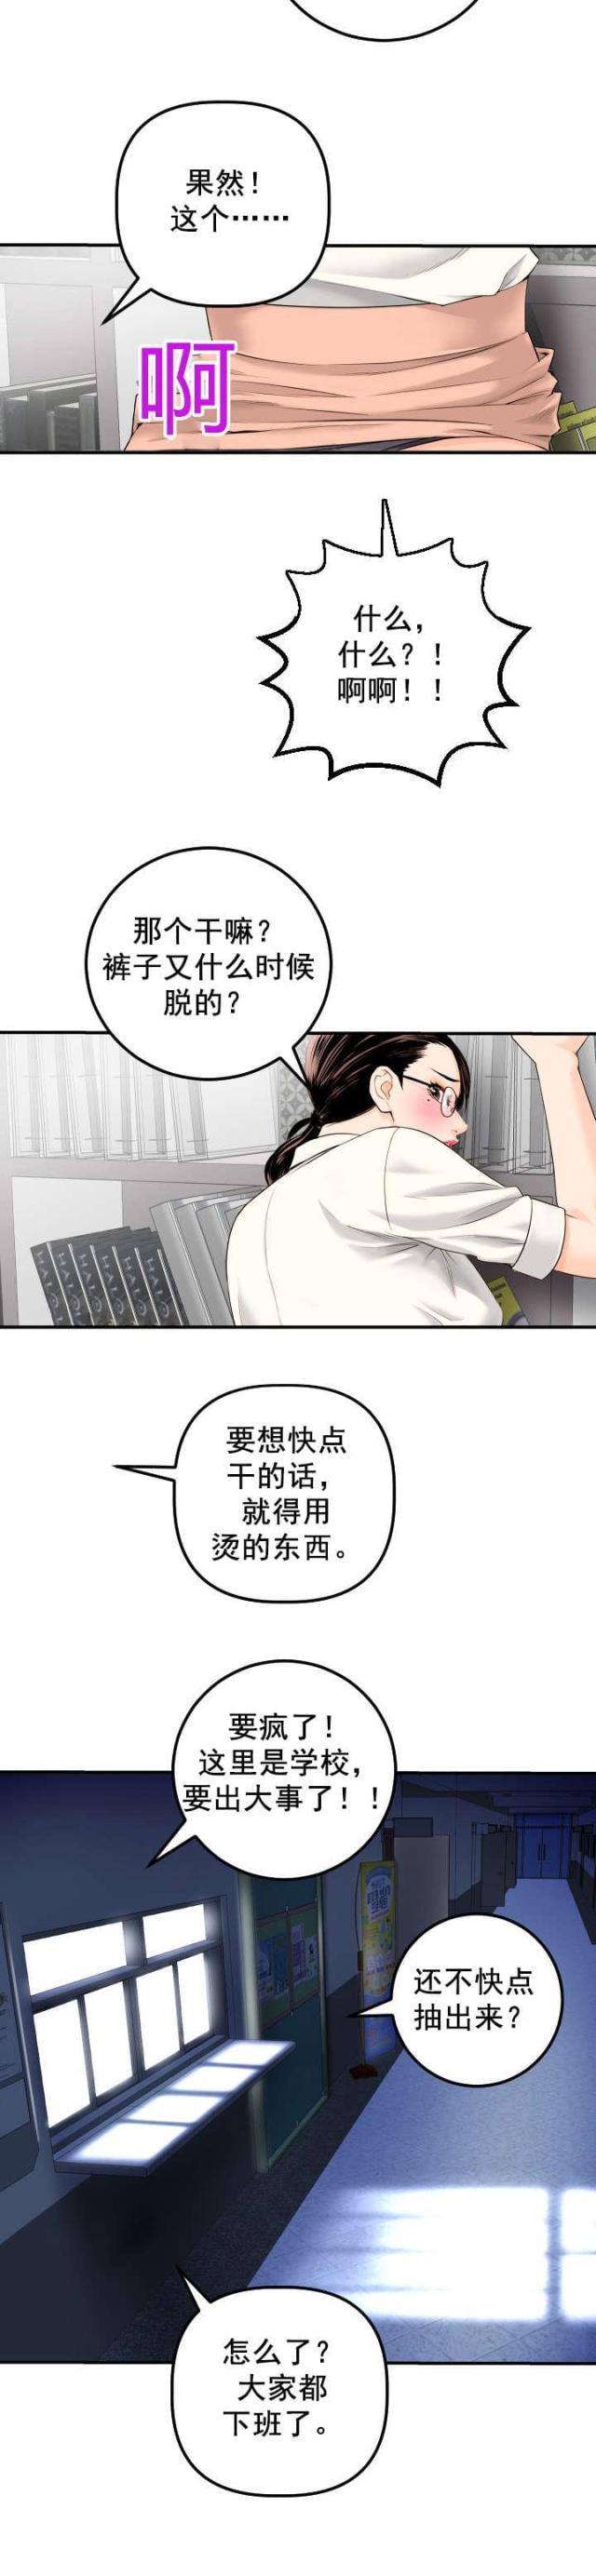 果然！
这个……
啊
什么，
什么？！
啊啊！！
那个干嘛？
裤子又什么时候
脱的？
HALO
HALO
要想快点
干的话，
就得用
烫的东西。
要疯了！
这里是学校，
要出大事了！！
还不快点
抽出来？
怎么了？
大家都
下班了。